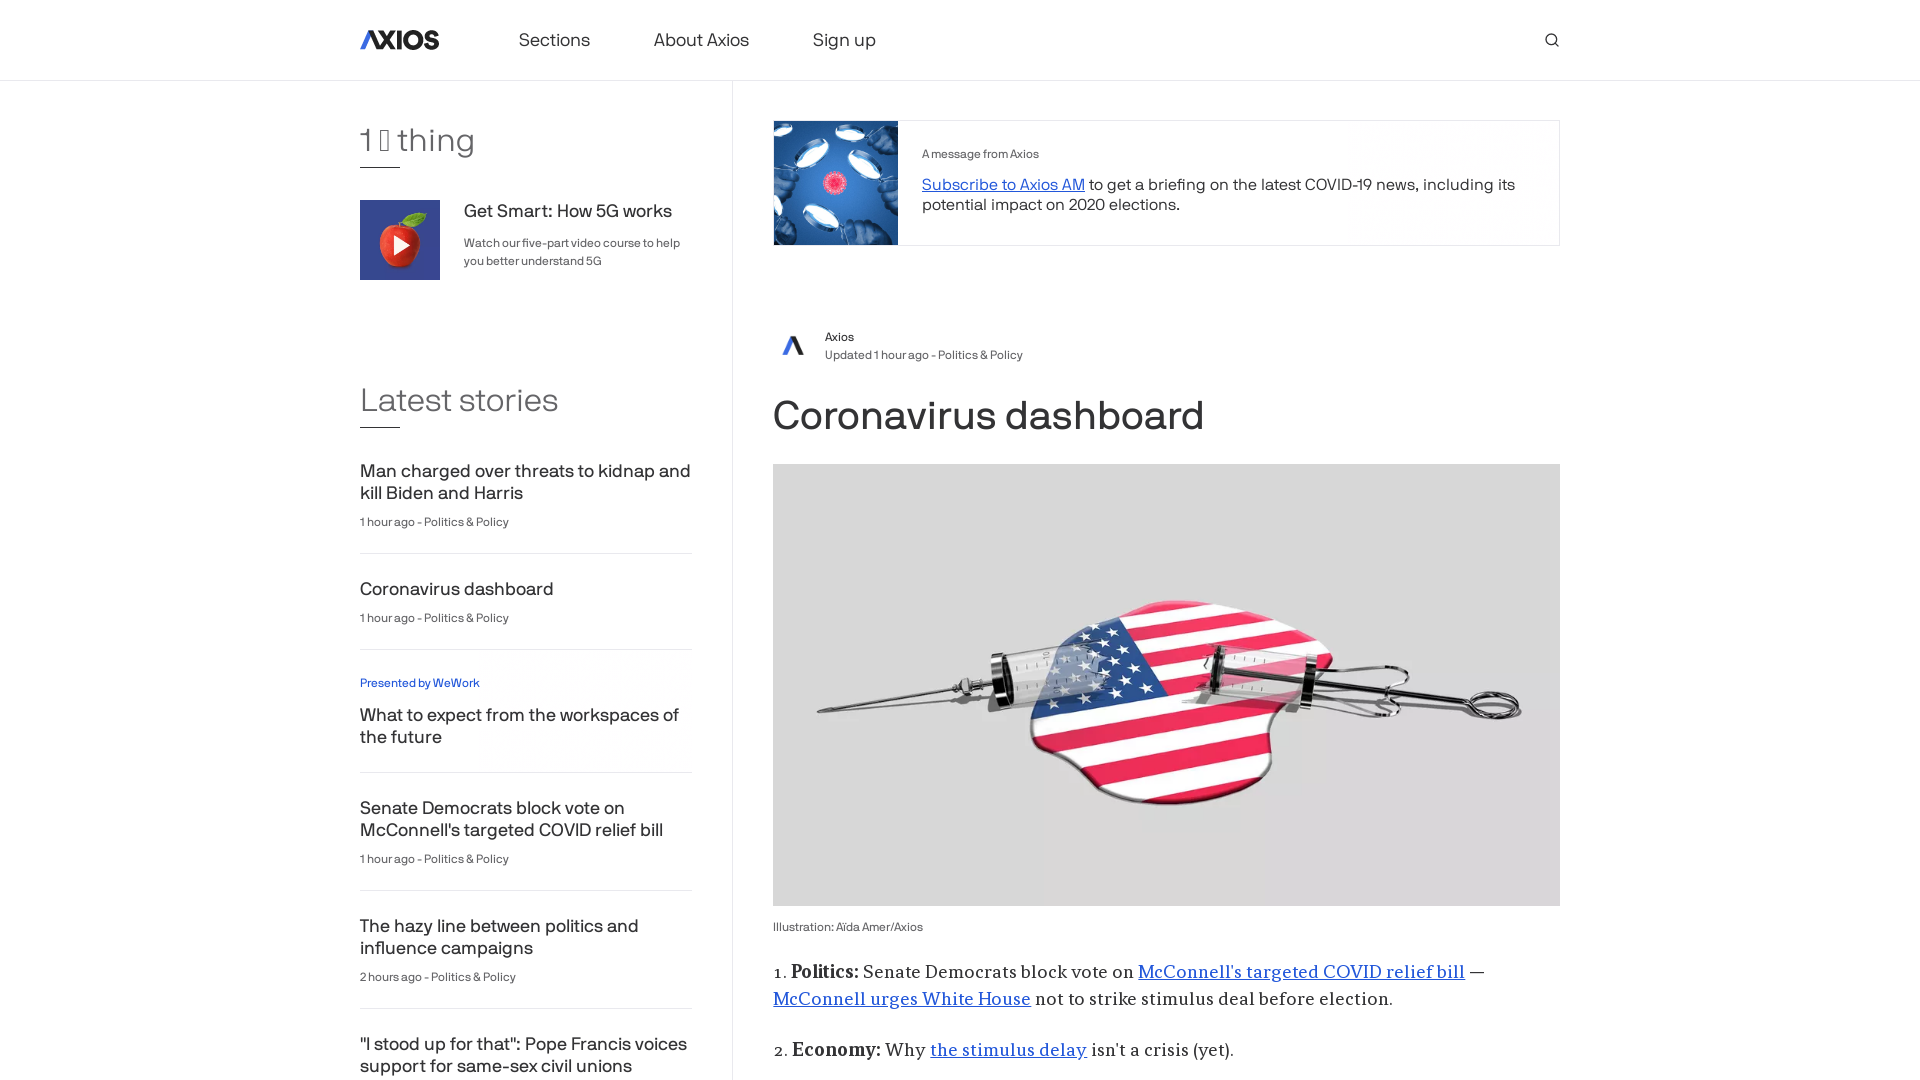 AXIOS
Sections
About Axios
Sign up
1 thing
Get Smart: How 5G works
Watch our five-part video course to help
you better understand 5G
Latest stories
Man charged over threats to kidnap and
kill Biden and Harris
1 hour ago - Politics & Policy
Coronavirus dashboard
1 hour ago - Politics & Policy
Presented by WeWork
What to expect from the workspaces of
the future
Senate Democrats block vote on
McConnell's targeted COVID relief bill
1 hour ago - Politics & Policy
The hazy line between politics and
influence campaigns
2 hours ago - Politics & Policy
"I stood up for that": Pope Francis voices
support for same-sex civil unions
A message from Axios
Subscribe to Axios AM to get a briefing on the latest COVID-19 news, including its
potential impact on 2020 elections.
Axios
Updated 1 hour ago - Politics & Policy
Coronavirus dashboard
Illustration: Aïda Amer/Axios
1. Politics: Senate Democrats block vote on McConnell's targeted COVID relief bill —
McConnell urges White House not to strike stimulus deal before election.
2. Economy: Why the stimulus delay isn't a crisis (yet).